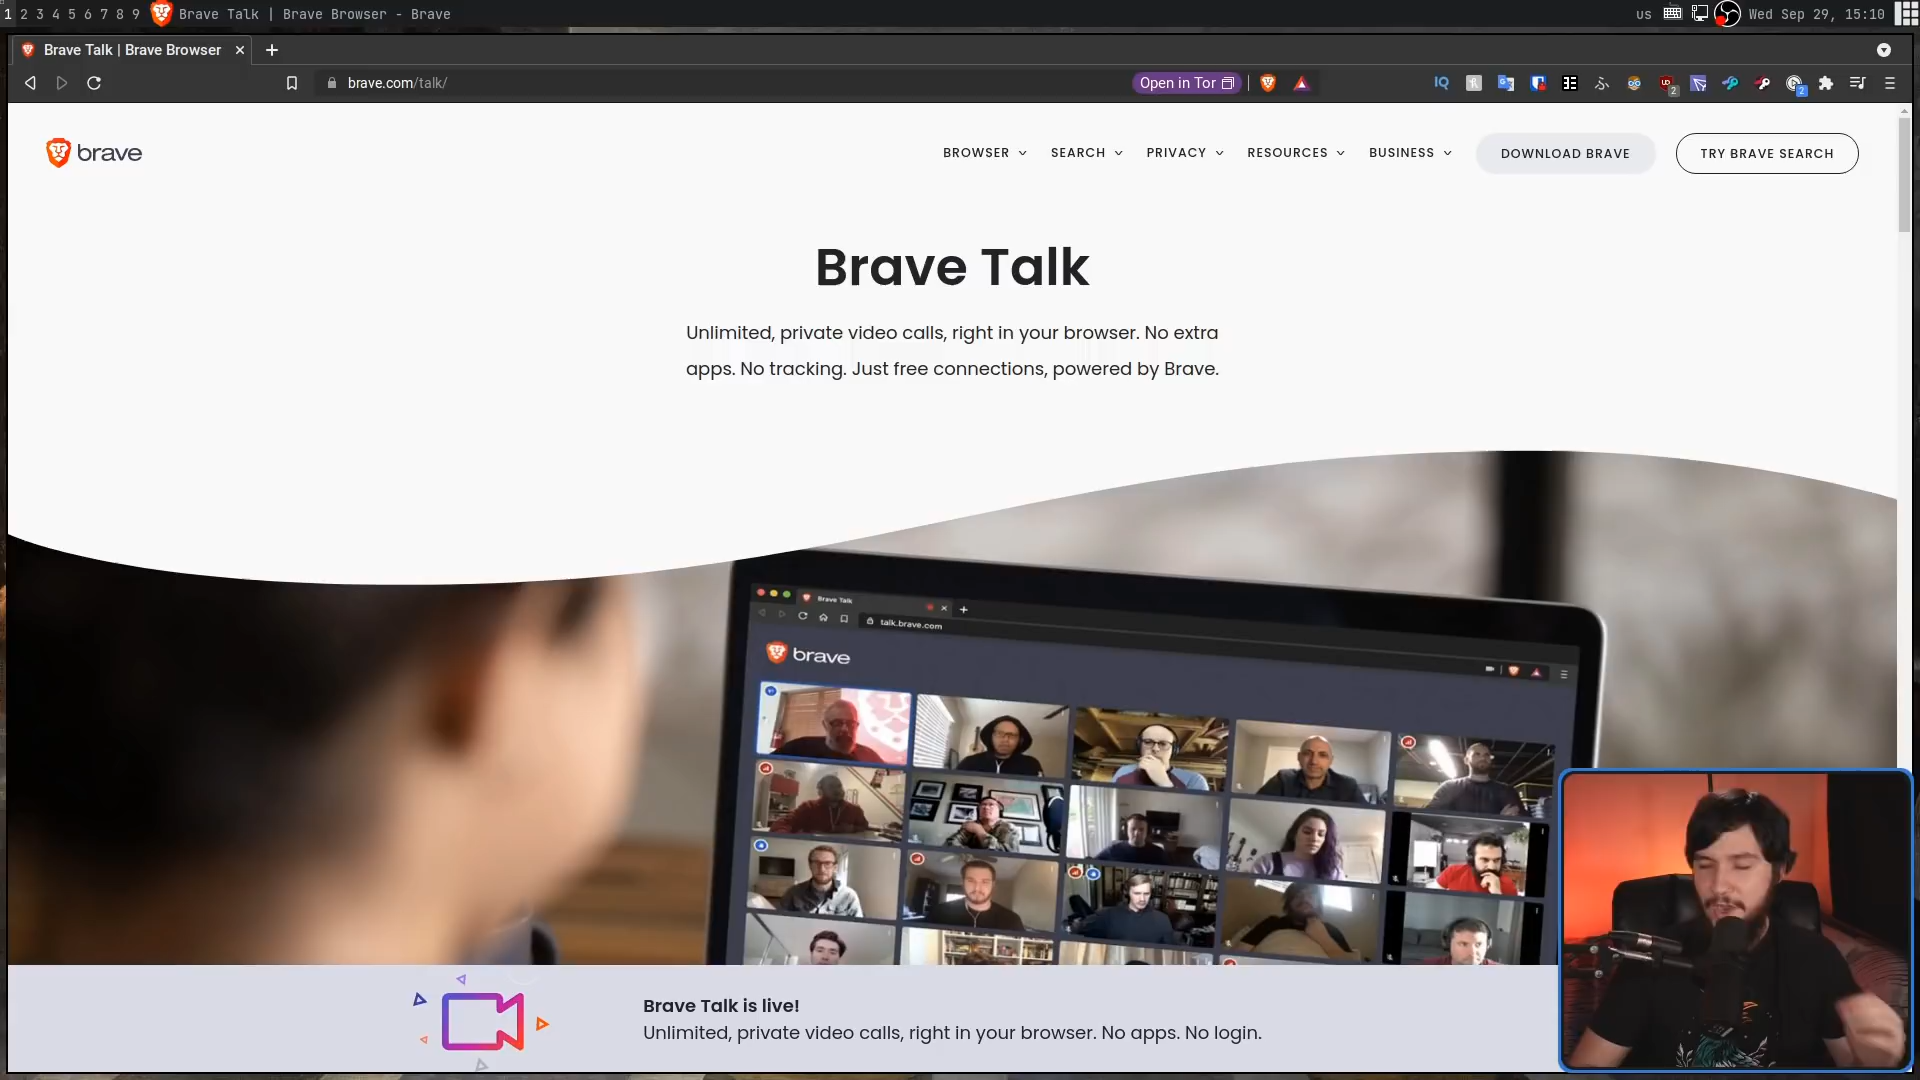 1 2 3 4 5 6 7 8 9 Brave Talk | Brave Browser - Brave
us Wed Sep 29, 15:10
Brave Talk | Brave Browser
brave.com/talk/
Open in Tor
IQ
2
2
brave
BROWSER SEARCH PRIVACY RESOURCES BUSINESS DOWNLOAD BRAVE TRY BRAVE SEARCH
Brave Talk
Unlimited, private video calls, right in your browser. No extra
apps. No tracking. Just free connections, powered by Brave.
Brave Talk
talk.brave.com
brave
Brave Talk is live!
Unlimited, private video calls, right in your browser. No apps. No login.